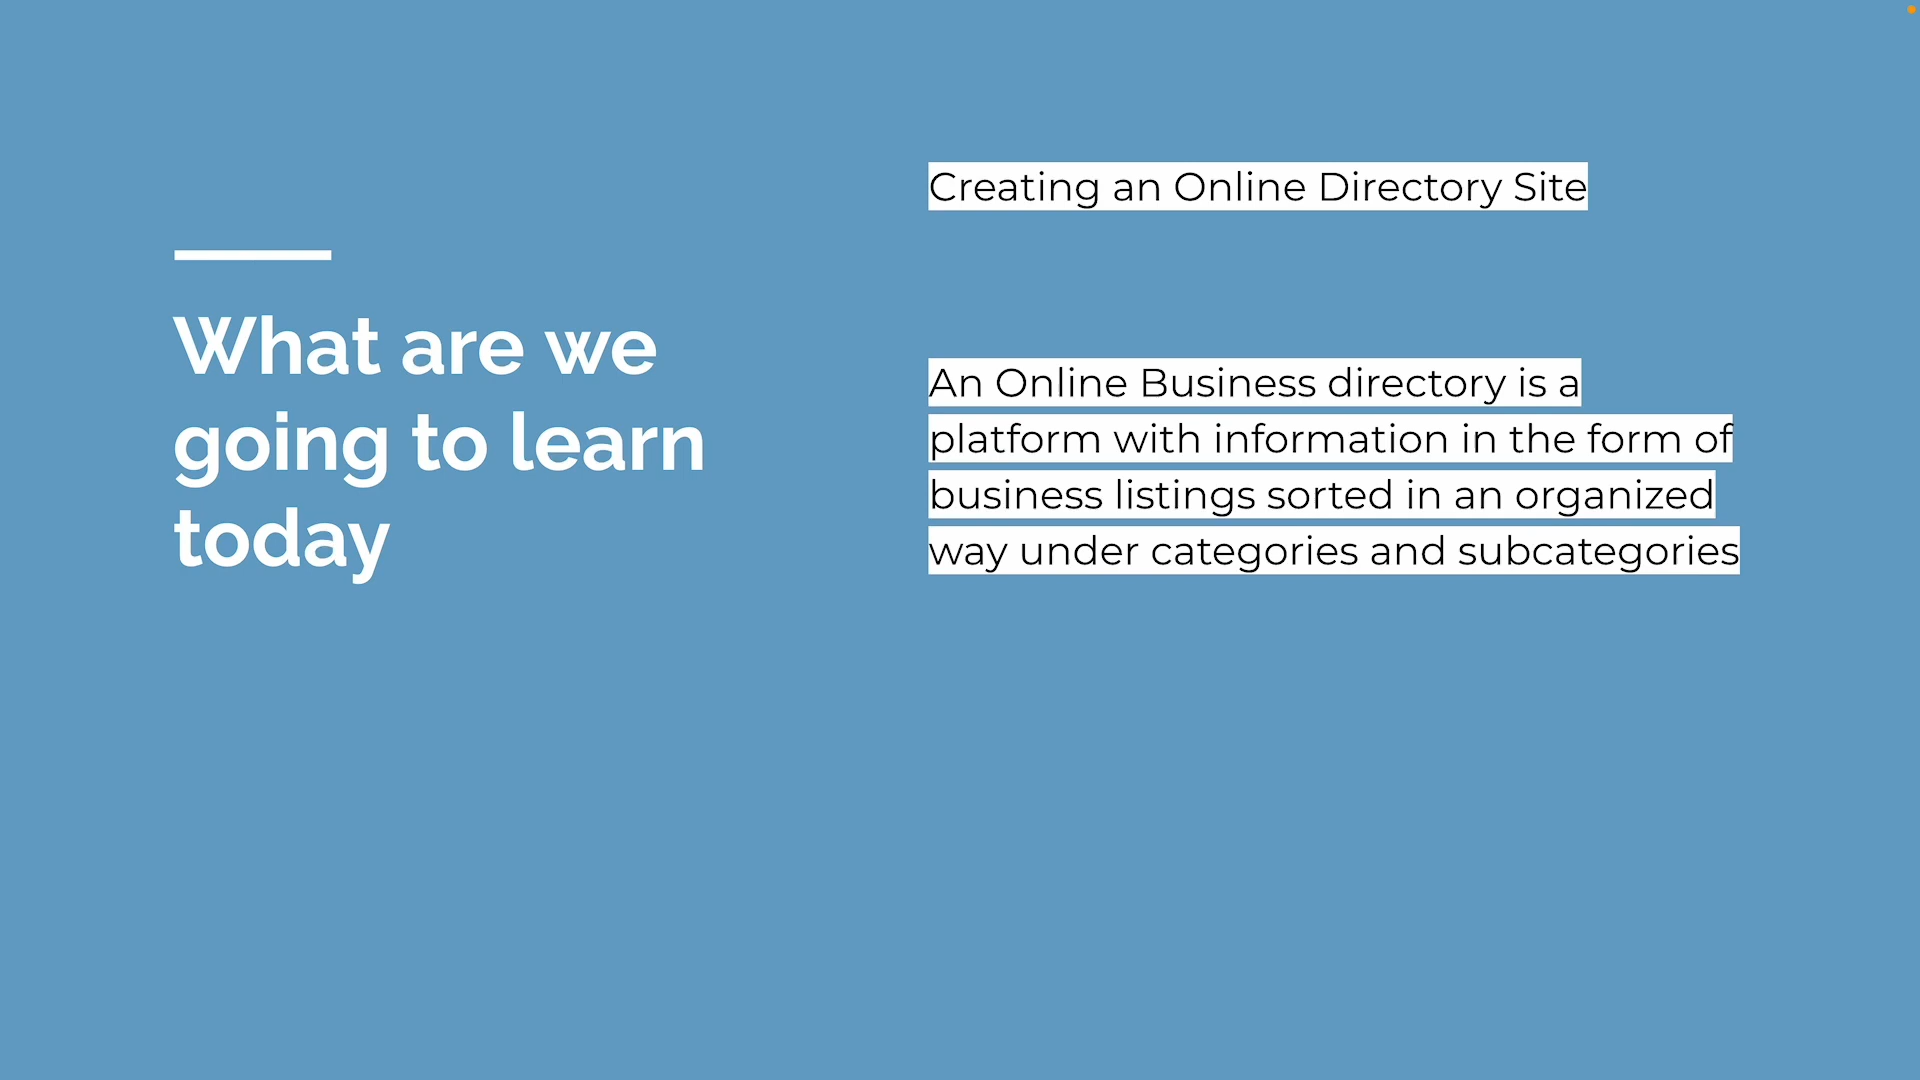 What are we
going to learn
today
Creating an Online Directory Site
An Online Business directory is a
platform with information in the form of
business listings sorted in an organized
way under categories and subcategories